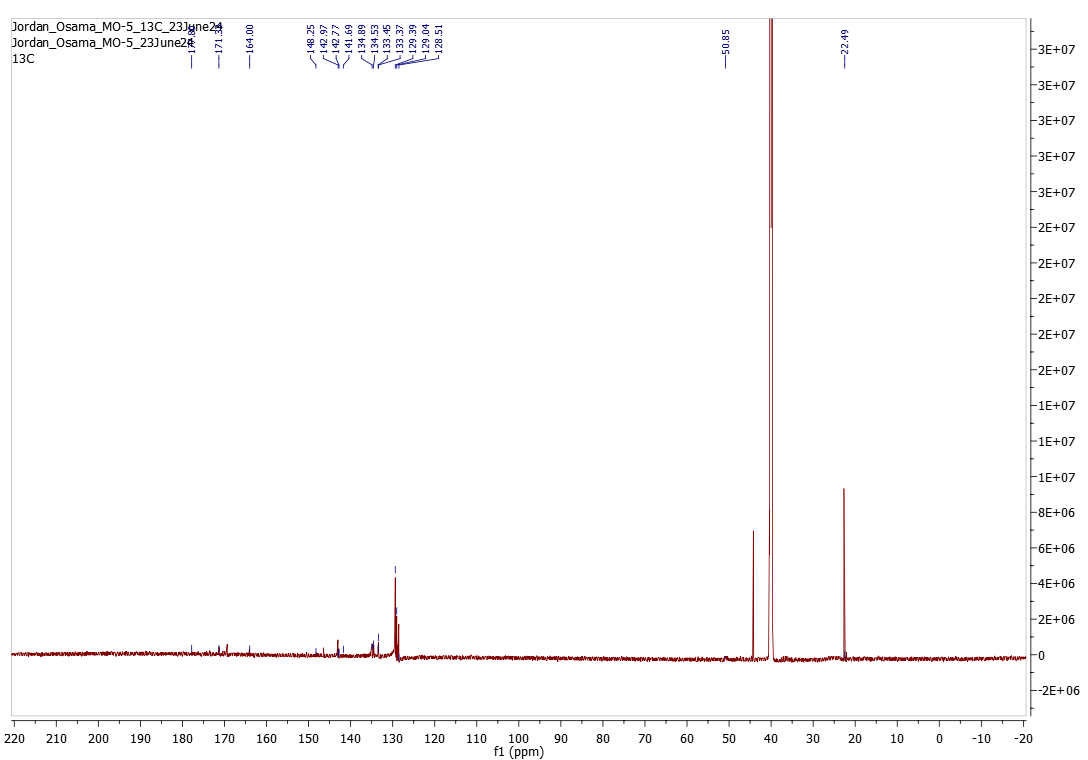 Jordan_Osama_MO-5_13C_23June24
Jordan_Osama_MO-5_23June24
13C
171.33
164.00
148.25
142.97
142.77
141.69
134.89
134.53
133.45
133.37
129.39
129.04
128.51
50.85
22.49
3E+07
3E+07
3E+07
3E+07
3E+07
2E+07
2E+07
2E+07
2E+07
2E+07
1E+07
1E+07
1E+07
8E+06
6E+06
4E+06
2E+06
0
-2E+06
220 210 200 190 180 170 160 150 140 130 120 110 100 90 80 70 60 50 40 30 20 10 0 -10 -20
f1 (ppm)